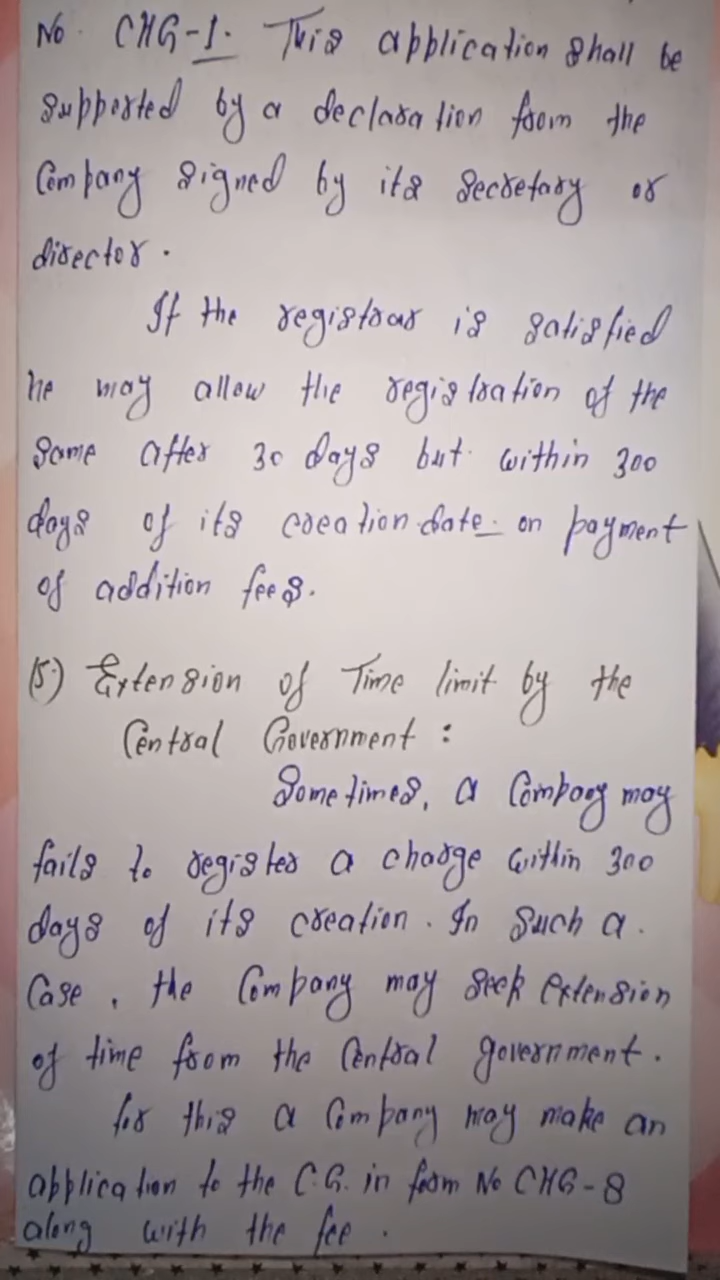 No. CHG-1. This application shall be
supported by a declaration from the
Company signed by its Secretary or
director.
If the registrar is satisfied
he may allow the registration of the
same after 30 days but within 300
days of its creation date on payment
of addition fees.
(5) Extension of Time limit by the
Central Government :
Sometimes, a Company may
fails to register a charge within 300
days of its creation. In Such a.
Case, the Company may seek extension
of time from the Central government.
for this a Company may make an
application to the C.G. in form No CHG-8
along with the fee.